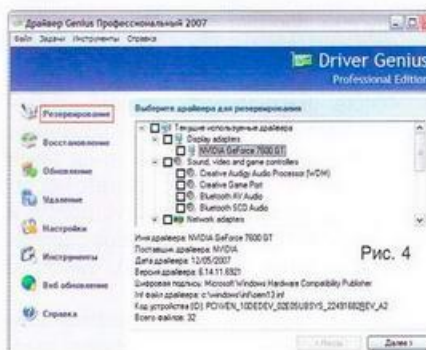 Драйвер Genius Профессиональный 2007
Файл Задачи Инструменты Справка
Driver Genius
Professional Edition
Резервирование
Восстановление
Обновление
Удаление
Настройки
Инструменты
Веб обновление
Справка
Выберите драйвера для резервирования
Текущие используемые драйвера
Display adapters
NVIDIA GeForce 7600 GT
Sound, video and game controllers
Creative Audigy Audio Processor (WDM)
Creative Game Port
Bluetooth AV Audio
Bluetooth SCO Audio
Network adapters
Имя драйвера: NVIDIA GeForce 7600 GT
Поставщик драйвера: NVIDIA
Дата драйвера: 12/05/2007
Версия драйвера: 6.14.11.6921
Цифровая подпись: Microsoft Windows Hardware Compatibility Publisher
Inf файл драйвера: c:\windows\inf\oem13.inf
Код устройства (ID):
Всего файлов: 32
Рис. 4
< Назад
Далее >